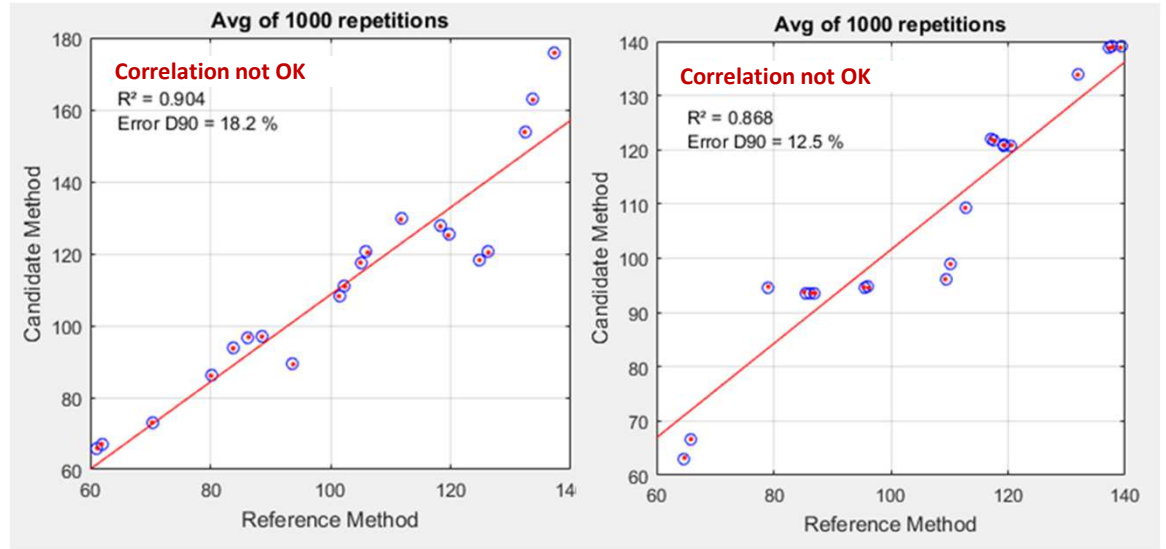 Avg of 1000 repetitions
180
160
140
120
100
80
60
Candidate Method
Correlation not OK
R² = 0.904
Error D90 = 18.2 %
60 80 100 120 14
Reference Method
Avg of 1000 repetitions
140
130
120
110
100
90
80
70
60
Candidate Method
Correlation not OK
R² = 0.868
Error D90 = 12.5 %
60 80 100 120 140
Reference Method